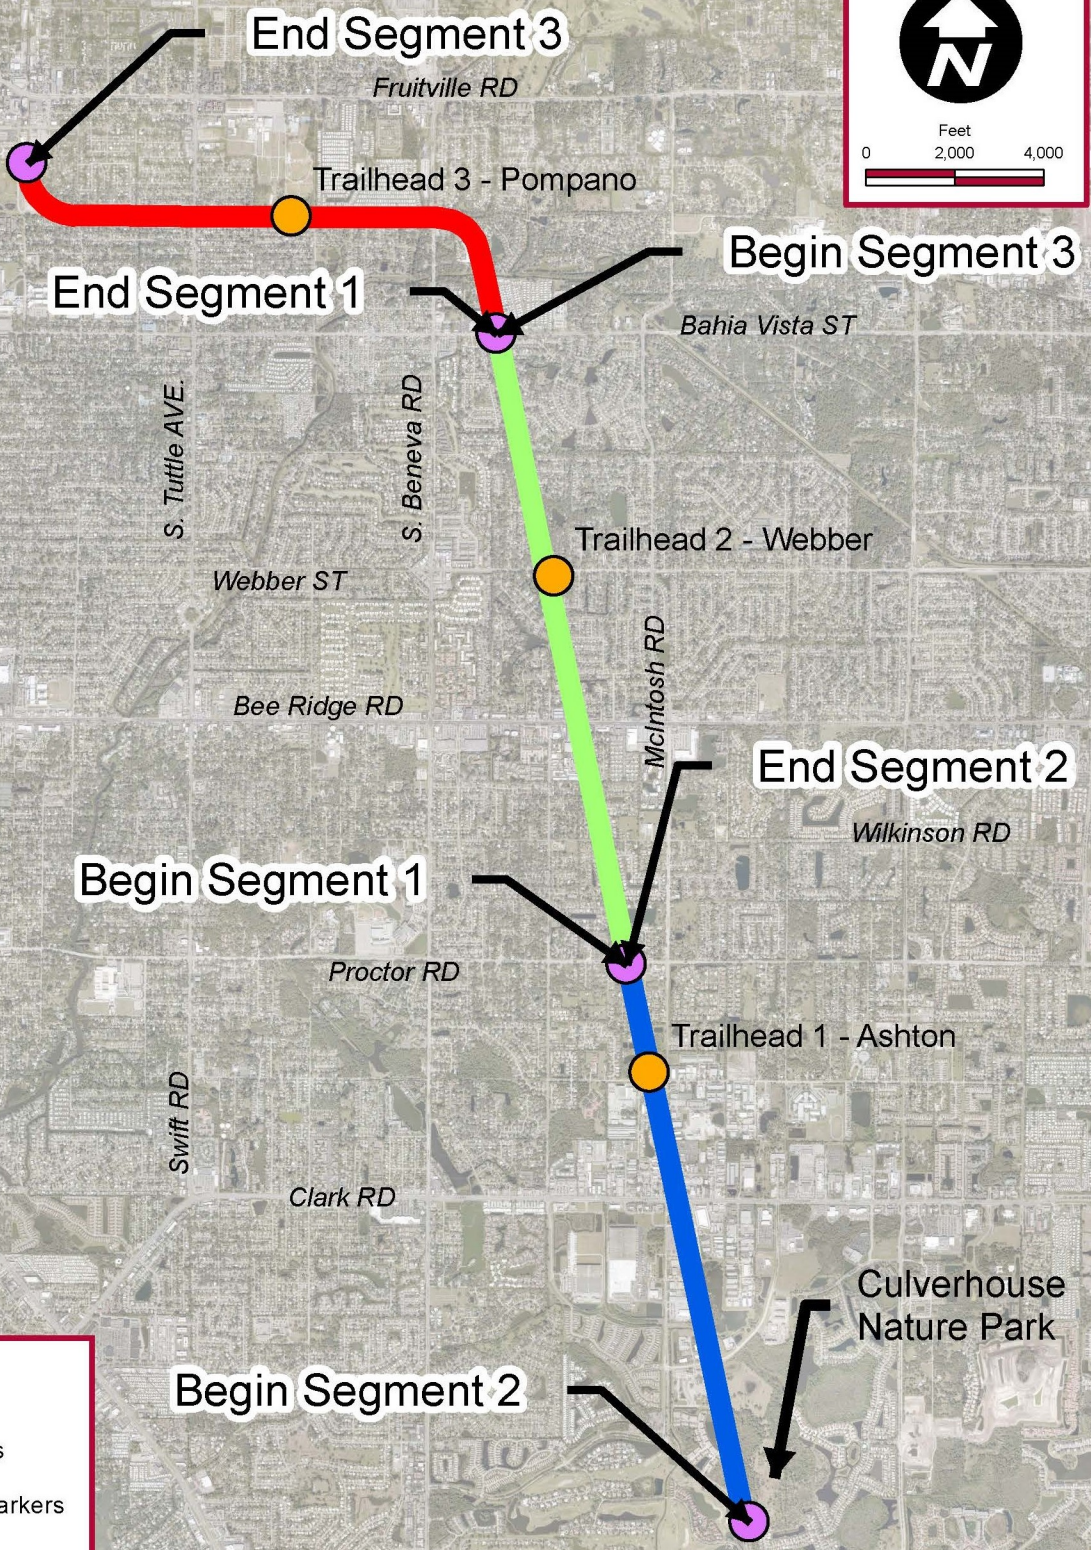 End Segment 3
Fruitville RD
N
Feet
0 2,000 4,000
Trailhead 3 - Pompano
Begin Segment 3
End Segment 1
Bahia Vista ST
S. Tuttle AVE.
S. Beneva RD
Trailhead 2 - Webber
Webber ST
McIntosh RD
Bee Ridge RD
End Segment 2
Wilkinson RD
Begin Segment 1
Proctor RD
Trailhead 1 - Ashton
Swift RD
Clark RD
Culverhouse
Nature Park
Begin Segment 2
s
arkers